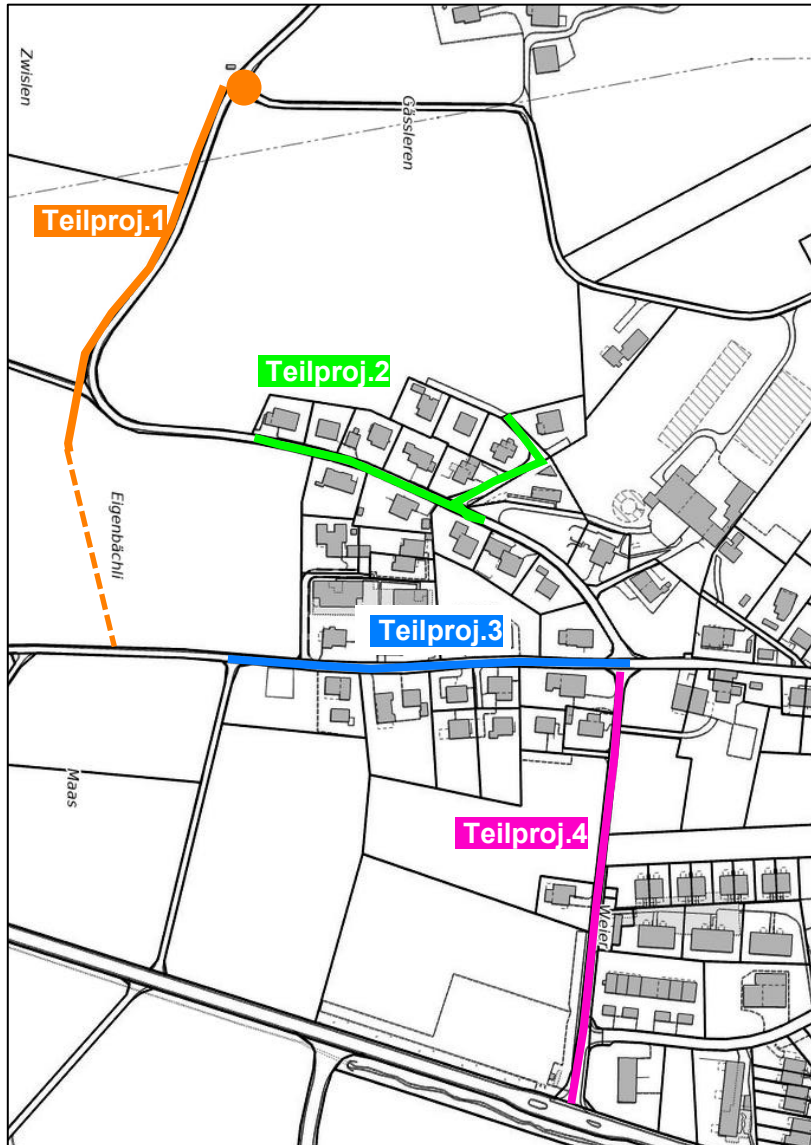 Zwislen
Gässleren
Teilproj.1
Teilproj.2
Eigenbächli
Teilproj.3
Maas
Teilproj.4
Weier